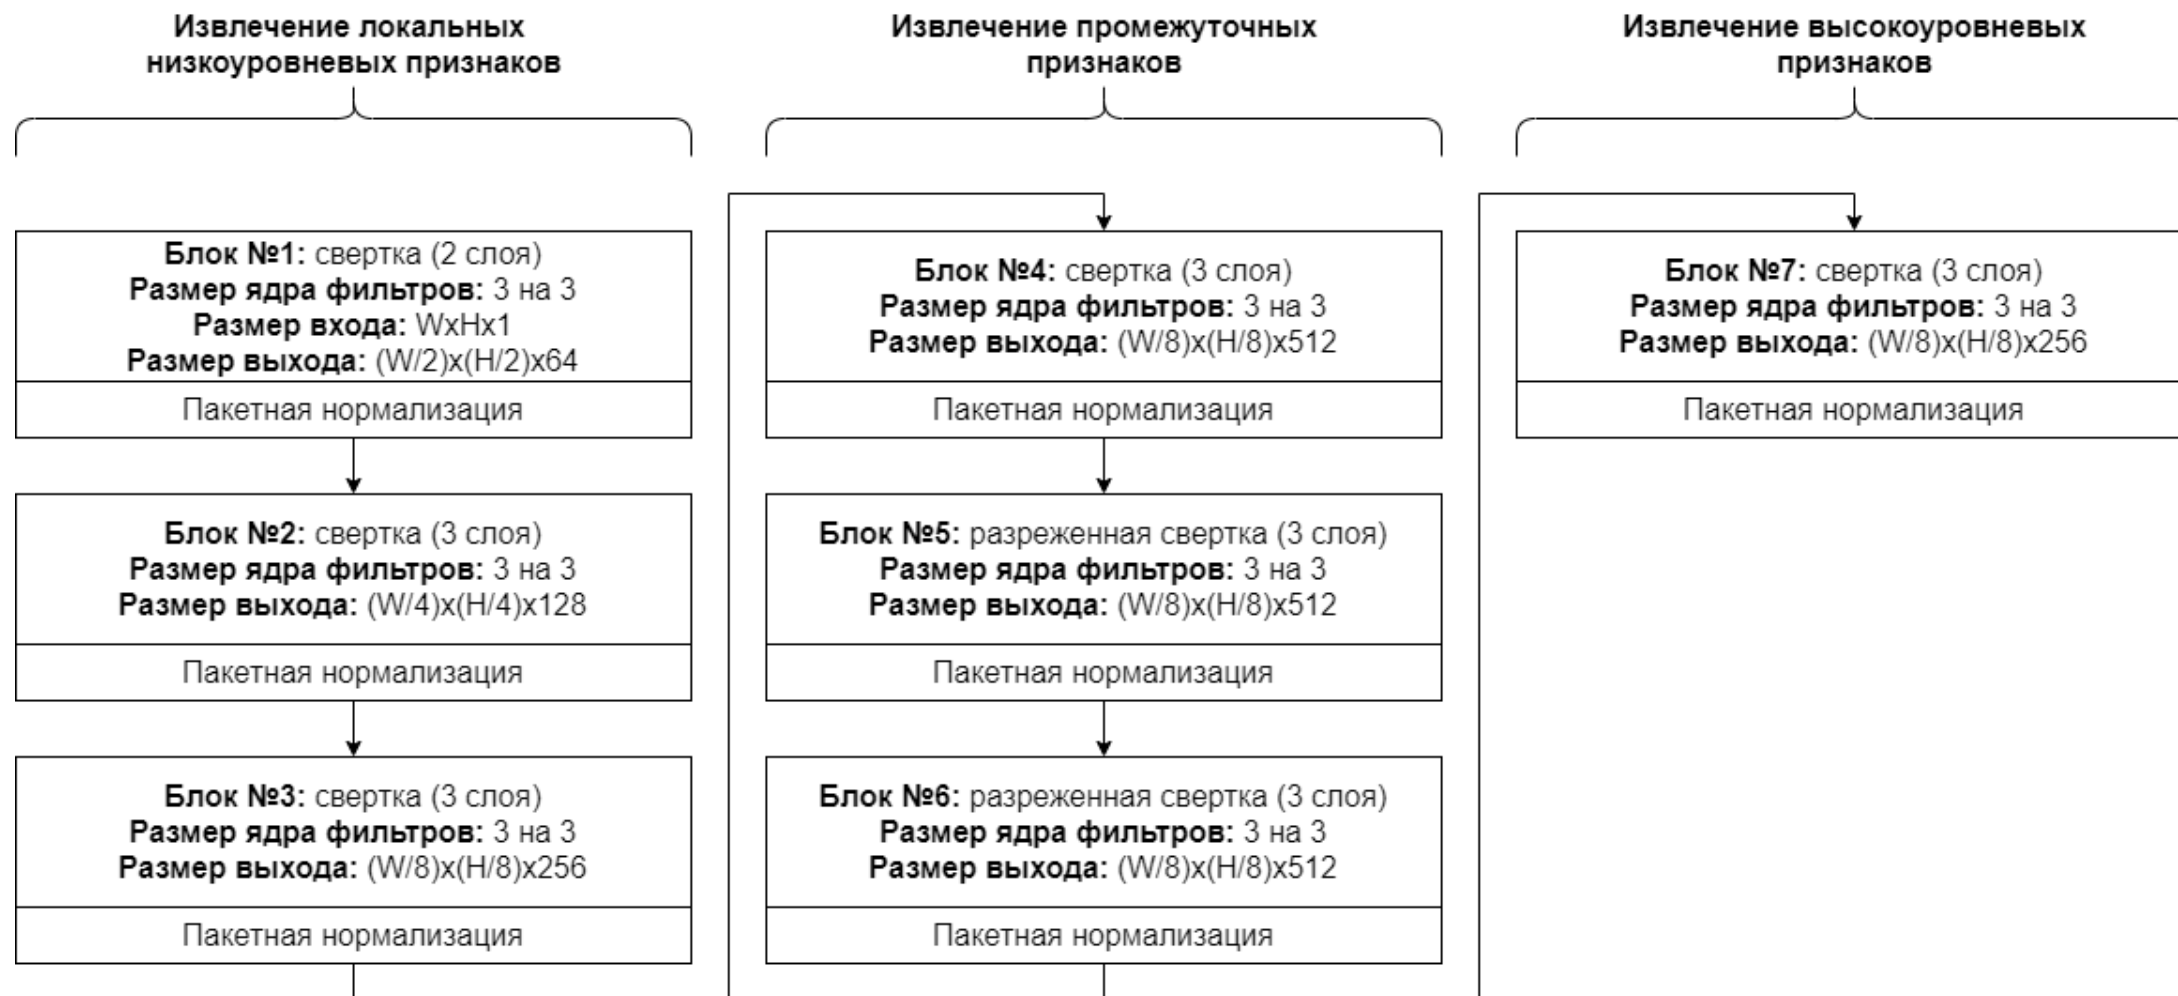 Извлечение локальных
низкоуровневых признаков
Блок №1: свертка (2 слоя)
Размер ядра фильтров: 3 на 3
Размер входа: WxHx1
Размер выхода: (W/2)x(H/2)x64
Пакетная нормализация
Блок №2: свертка (3 слоя)
Размер ядра фильтров: 3 на 3
Размер выхода: (W/4)x(H/4)x128
Пакетная нормализация
Блок №3: свертка (3 слоя)
Размер ядра фильтров: 3 на 3
Размер выхода: (W/8)x(H/8)x256
Пакетная нормализация
Извлечение промежуточных
признаков
Блок №4: свертка (3 слоя)
Размер ядра фильтров: 3 на 3
Размер выхода: (W/8)x(H/8)x512
Пакетная нормализация
Блок №5: разреженная свертка (3 слоя)
Размер ядра фильтров: 3 на 3
Размер выхода: (W/8)x(H/8)x512
Пакетная нормализация
Блок №6: разреженная свертка (3 слоя)
Размер ядра фильтров: 3 на 3
Размер выхода: (W/8)x(H/8)x512
Пакетная нормализация
Извлечение высокоуровневых
признаков
Блок №7: свертка (3 слоя)
Размер ядра фильтров: 3 на 3
Размер выхода: (W/8)x(H/8)x256
Пакетная нормализация